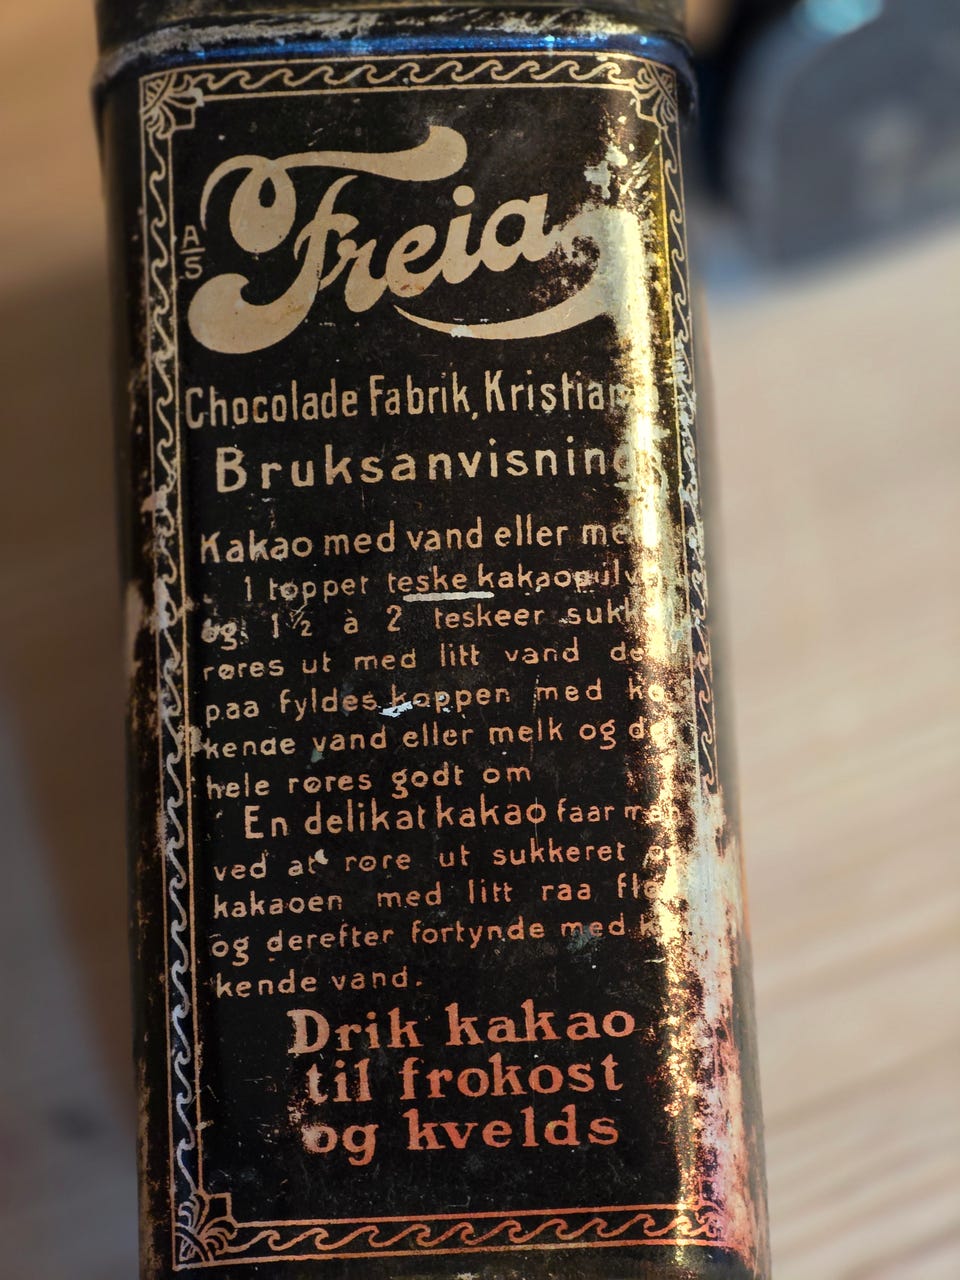 Freia
A/S
Chocolade Fabrik, Kristian
Bruksanvisning
Kakao med vand eller me
1 toppet teske kakaopulv
og 1½ à 2 teskeer suk
røres ut med litt vand de
paa fyldes koppen med ko
kende vand eller melk og de
hele røres godt om
En delikat kakao faar m
ved at røre ut sukkeret o
kakaoen med litt raa flø
og derefter fortynde med k
kende vand.
Drik kakao
til frokost
og kvelds